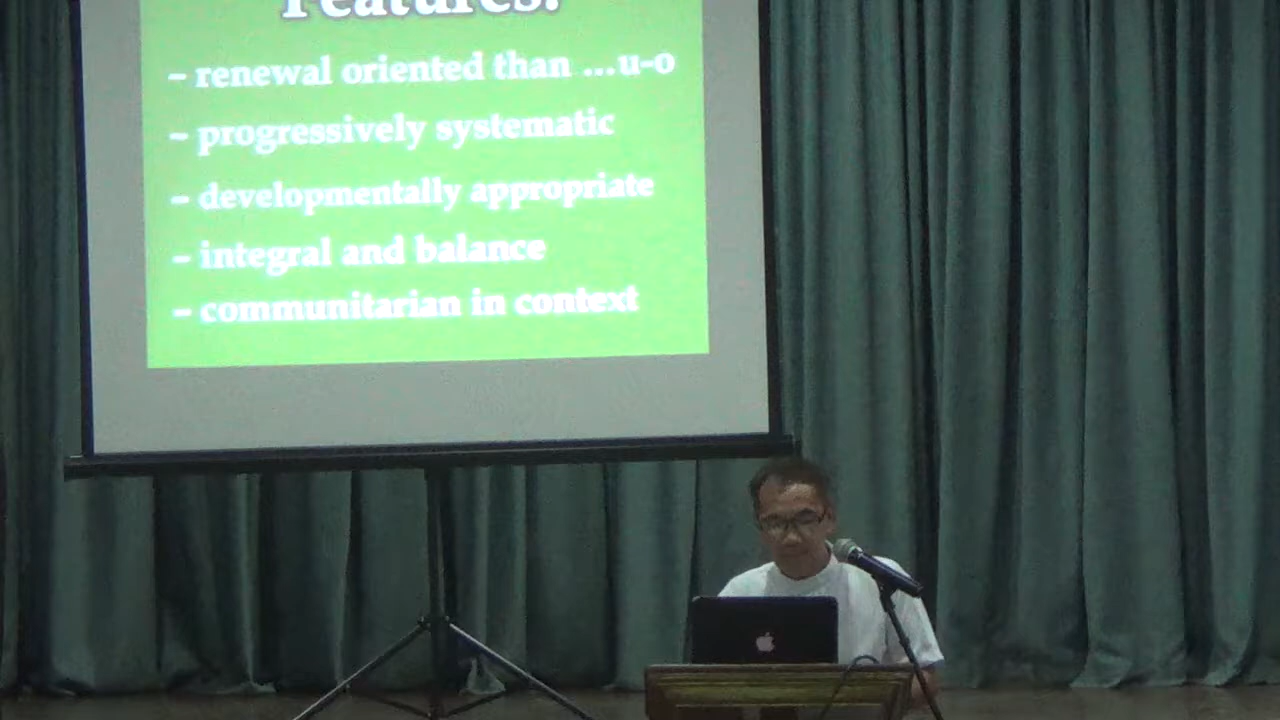 Features:
– renewal oriented than ...u-o
– progressively systematic
– developmentally appropriate
– integral and balance
– communitarian in context